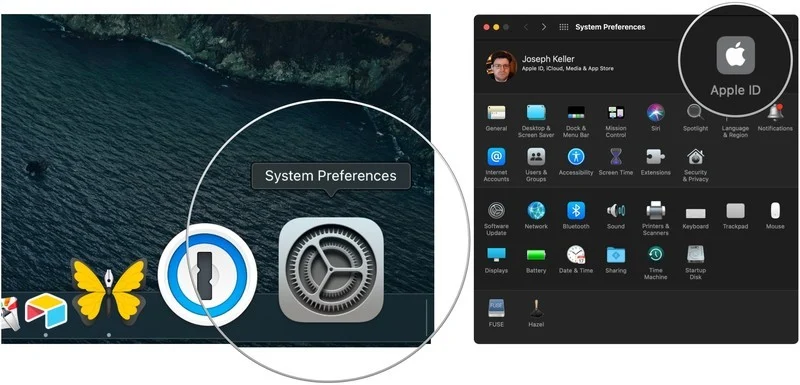 System Preferences
System Preferences
Joseph Keller
Apple ID, iCloud, Media & App Store
Apple ID
General
Desktop &
Screen Saver
Dock &
Menu Bar
Mission
Control
Siri
Spotlight
Language
& Region
Notifications
Internet
Accounts
Users &
Groups
Accessibility
Screen Time
Extensions
Security
& Privacy
Software
Update
Network
Bluetooth
Sound
Printers &
Scanners
Keyboard
Trackpad
Mouse
Displays
Battery
Date & Time
Sharing
Time
Machine
Startup
Disk
FUSE
FUSE
Hazel